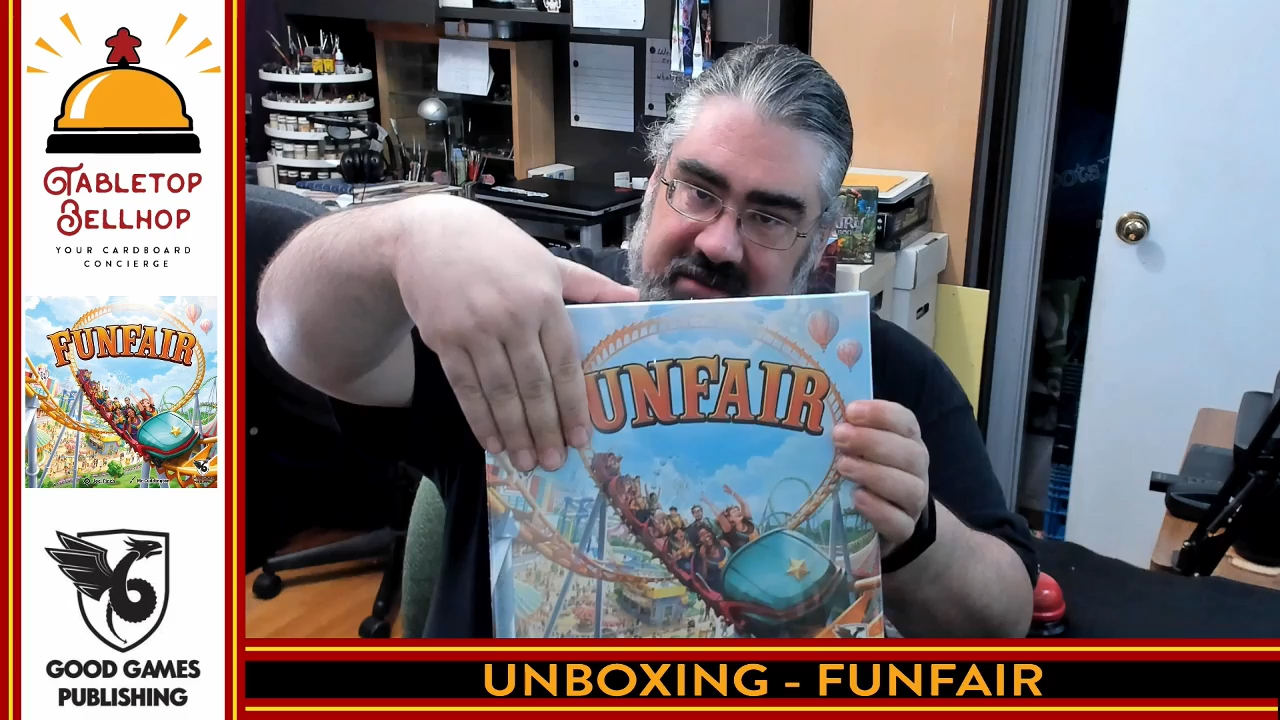 TABLETOP
BELLHOP
YOUR CARDBOARD
CONCIERGE
FUNFAIR
GOOD GAMES
PUBLISHING
UNFAIR
UNBOXING - FUNFAIR